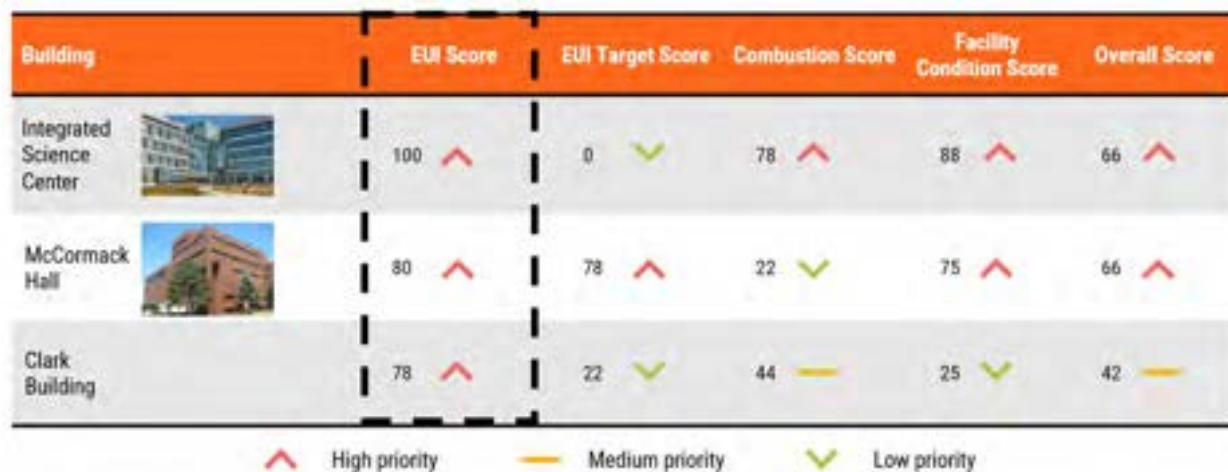 Building EUI Score EUI Target Score Combustion Score Facility Condition Score Overall Score
Integrated Science Center 100 0 78 88 66
McCormack Hall 80 78 22 75 66
Clark Building 78 22 44 25 42
High priority Medium priority Low priority